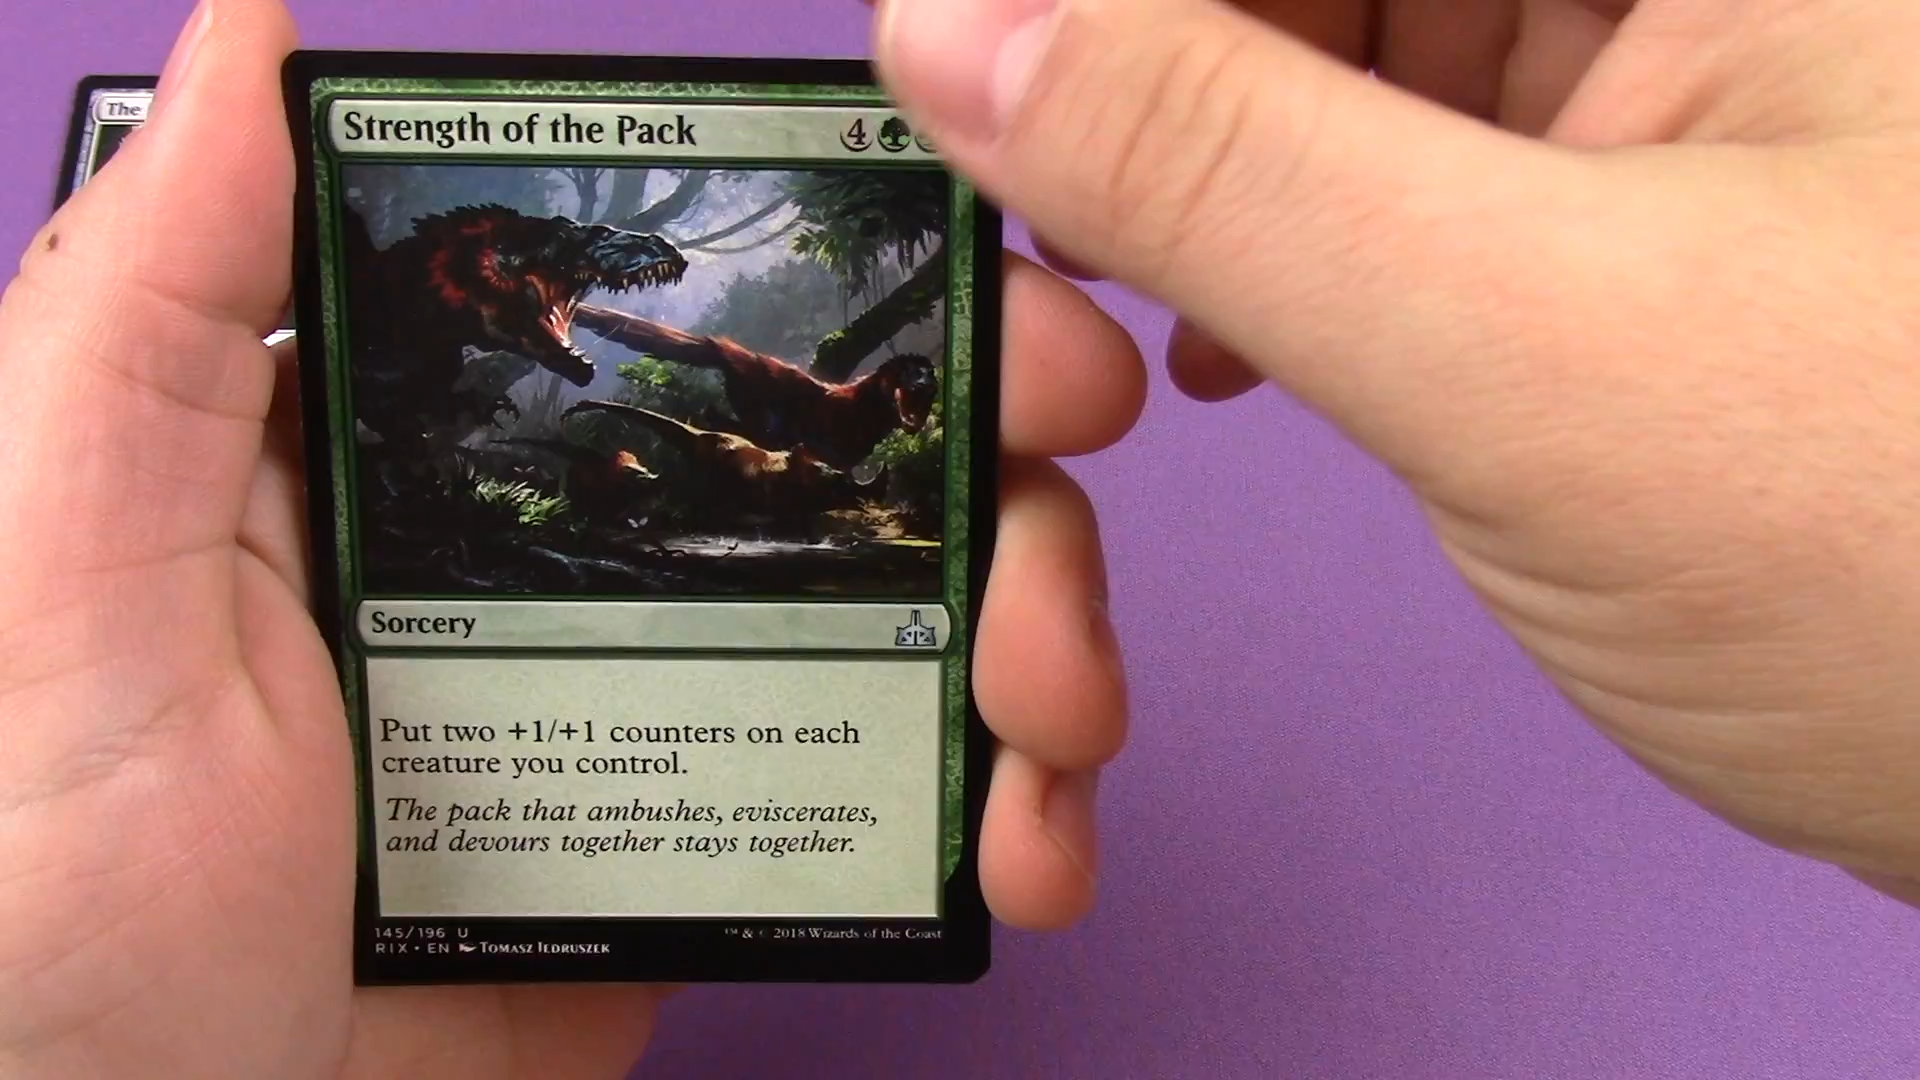 The
Strength of the Pack
4
Sorcery
Put two +1/+1 counters on each
creature you control.
The pack that ambushes, eviscerates,
and devours together stays together.
145/196 U
RIX • EN TOMASZ JEDRUSZEK
™ & © 2018 Wizards of the Coast